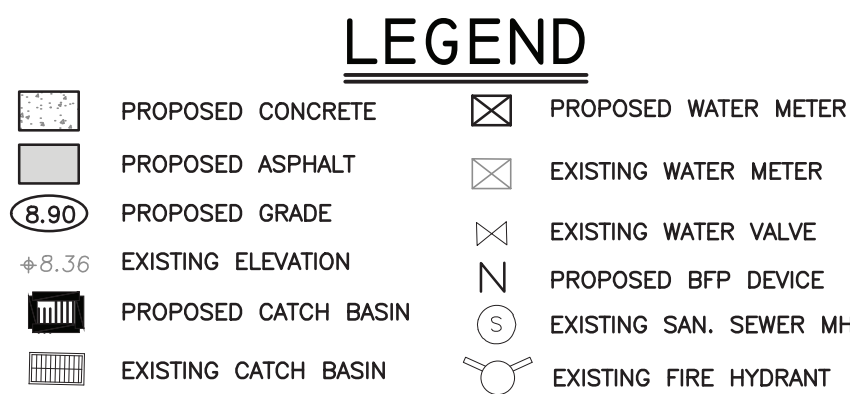 LEGEND
PROPOSED CONCRETE
PROPOSED ASPHALT
8.90 PROPOSED GRADE
8.36 EXISTING ELEVATION
PROPOSED CATCH BASIN
EXISTING CATCH BASIN
PROPOSED WATER METER
EXISTING WATER METER
EXISTING WATER VALVE
N PROPOSED BFP DEVICE
S EXISTING SAN. SEWER MH
EXISTING FIRE HYDRANT